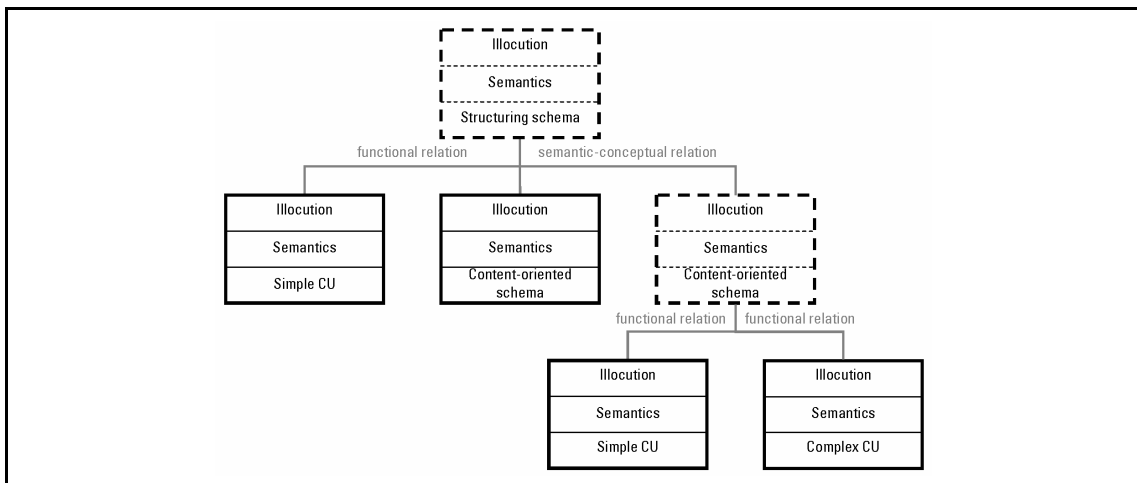 Illocution
Semantics
Structuring schema
functional relation
semantic-conceptual relation
Illocution
Semantics
Simple CU
Illocution
Semantics
Content-oriented
schema
Illocution
Semantics
Content-oriented
schema
functional relation
functional relation
Illocution
Semantics
Simple CU
Illocution
Semantics
Complex CU